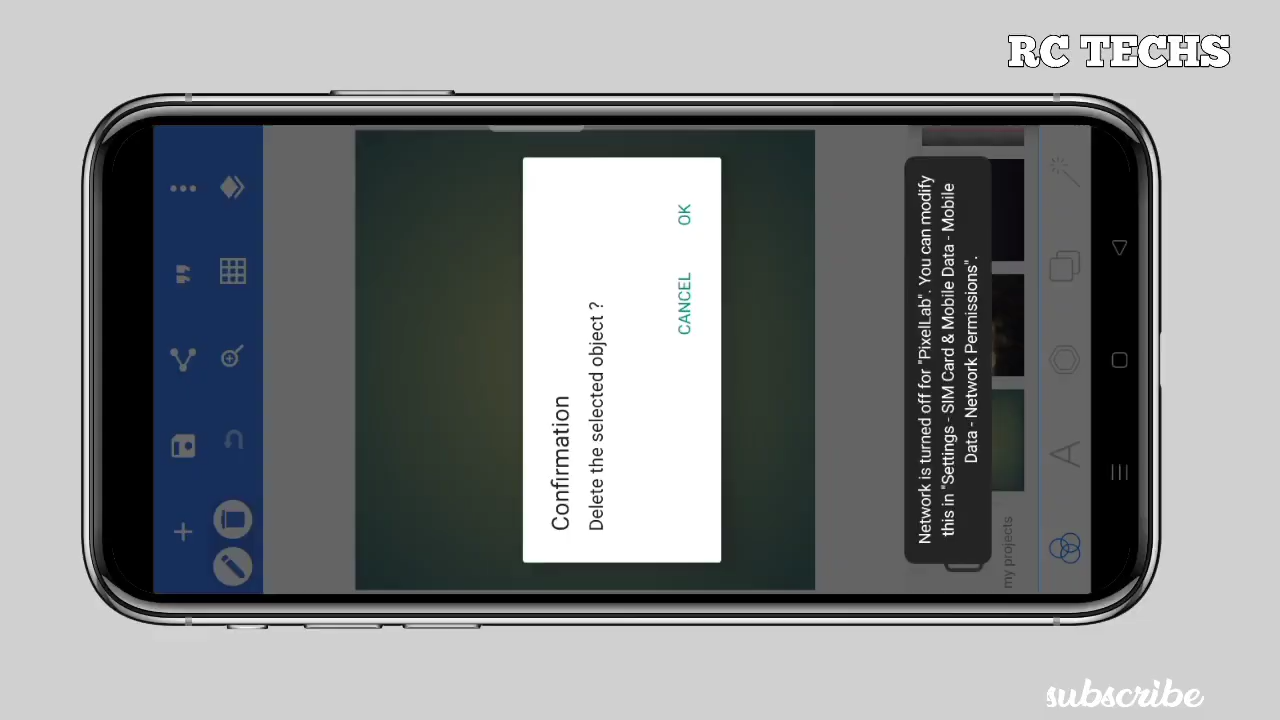 RC TECHS
Confirmation
Delete the selected object ?
CANCEL OK
Network is turned off for "PixelLab". You can modify
this in "Settings - SIM Card & Mobile Data - Mobile
Data - Network Permissions".
my projects
subscribe